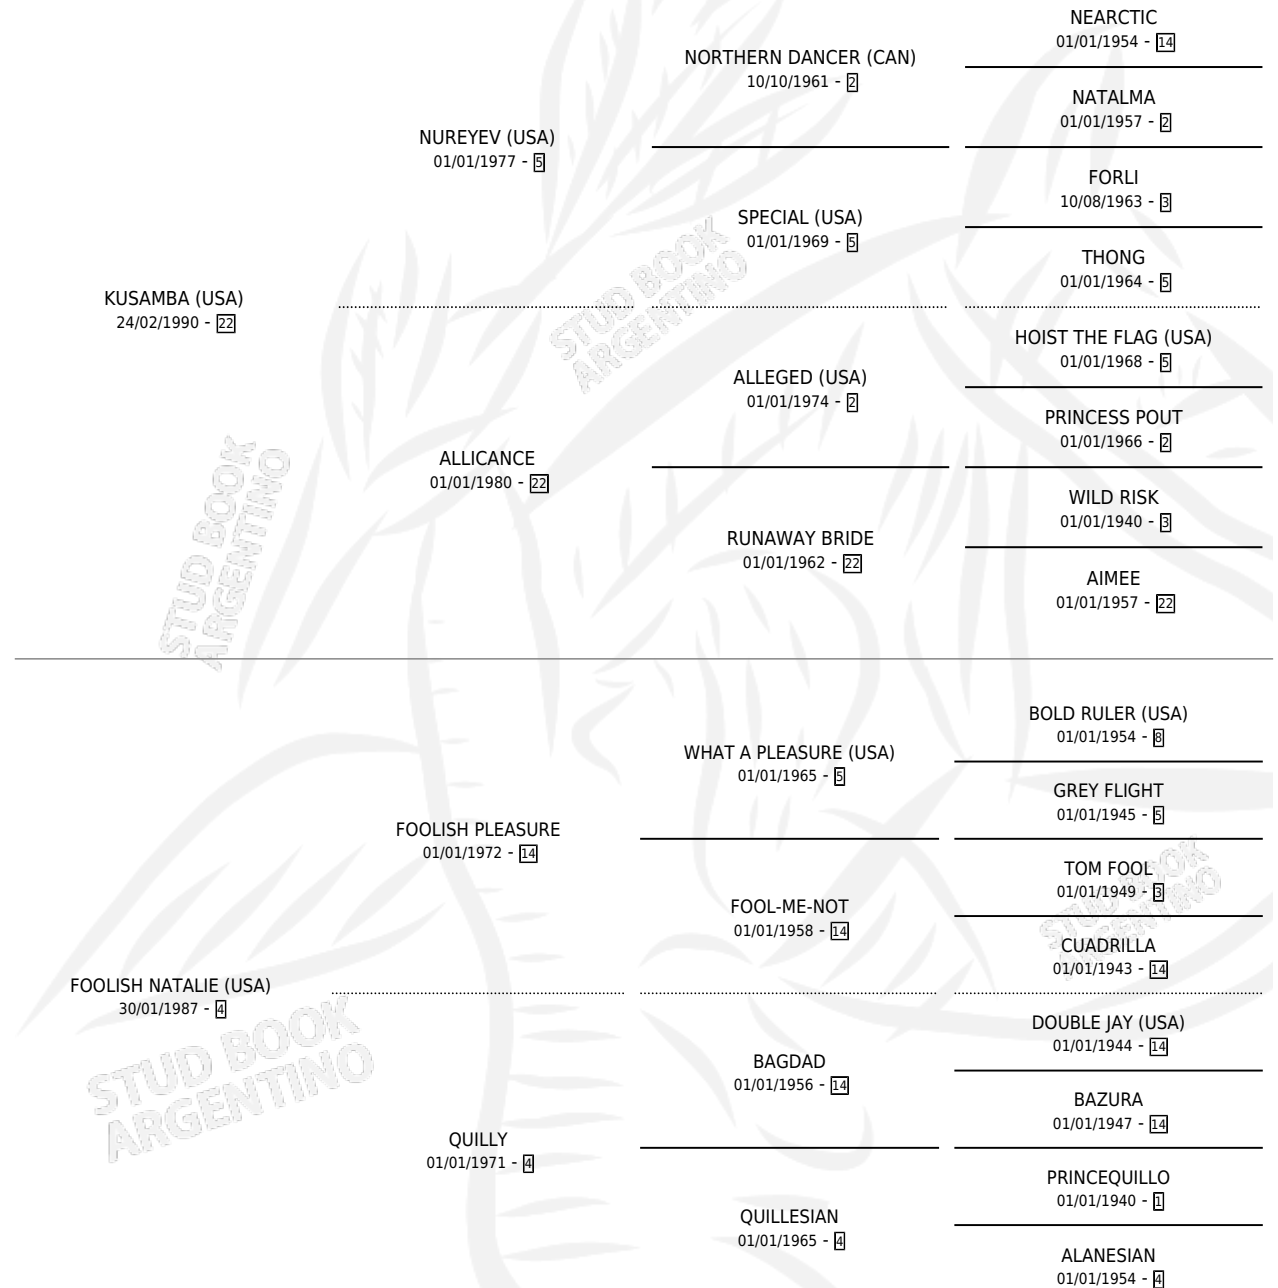 NEARCTIC
01/01/1954 - 14
NORTHERN DANCER (CAN)
10/10/1961 - 2
NATALMA
01/01/1957 - 2
NUREYEV (USA)
01/01/1977 - 5
FORLI
10/08/1963 - 3
SPECIAL (USA)
01/01/1969 - 5
THONG
01/01/1964 - 5
KUSAMBA (USA)
24/02/1990 - 22
STUD BOOK
ARGENTINO
HOIST THE FLAG (USA)
01/01/1968 - 5
ALLEGED (USA)
01/01/1974 - 2
PRINCESS POUT
01/01/1966 - 2
ALLICANCE
01/01/1980 - 22
WILD RISK
01/01/1940 - 3
RUNAWAY BRIDE
01/01/1962 - 22
AIMEE
01/01/1957 - 22
STUD BOOK
ARGENTINO
BOLD RULER (USA)
01/01/1954 - 8
WHAT A PLEASURE (USA)
01/01/1965 - 5
GREY FLIGHT
01/01/1945 - 5
FOOLISH PLEASURE
01/01/1972 - 14
TOM FOOL
01/01/1949 - 3
FOOL-ME-NOT
01/01/1958 - 14
STUD BOOK
ARGENTINO
CUADRILLA
01/01/1943 - 14
FOOLISH NATALIE (USA)
30/01/1987 - 4
STUD BOOK
ARGENTINO
DOUBLE JAY (USA)
01/01/1944 - 14
BAGDAD
01/01/1956 - 14
BAZURA
01/01/1947 - 14
QUILLY
01/01/1971 - 4
PRINCEQUILLO
01/01/1940 - 1
QUILLESIAN
01/01/1965 - 4
ALANESIAN
01/01/1954 - 4